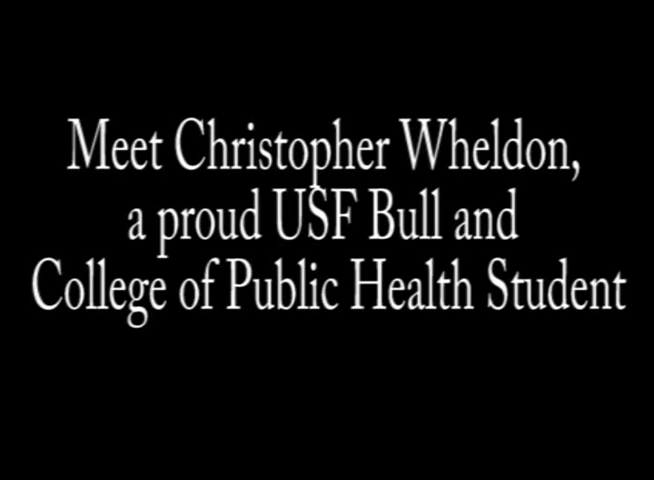 Meet Christopher Wheldon,
a proud USF Bull and
College of Public Health Student